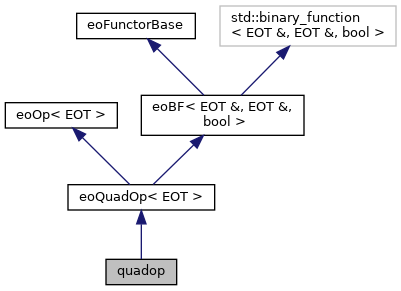 eoFunctorBase
std::binary_function
< EOT &, EOT &, bool >
eoOp< EOT >
eoBF< EOT &, EOT &,
bool >
eoQuadOp< EOT >
quadop